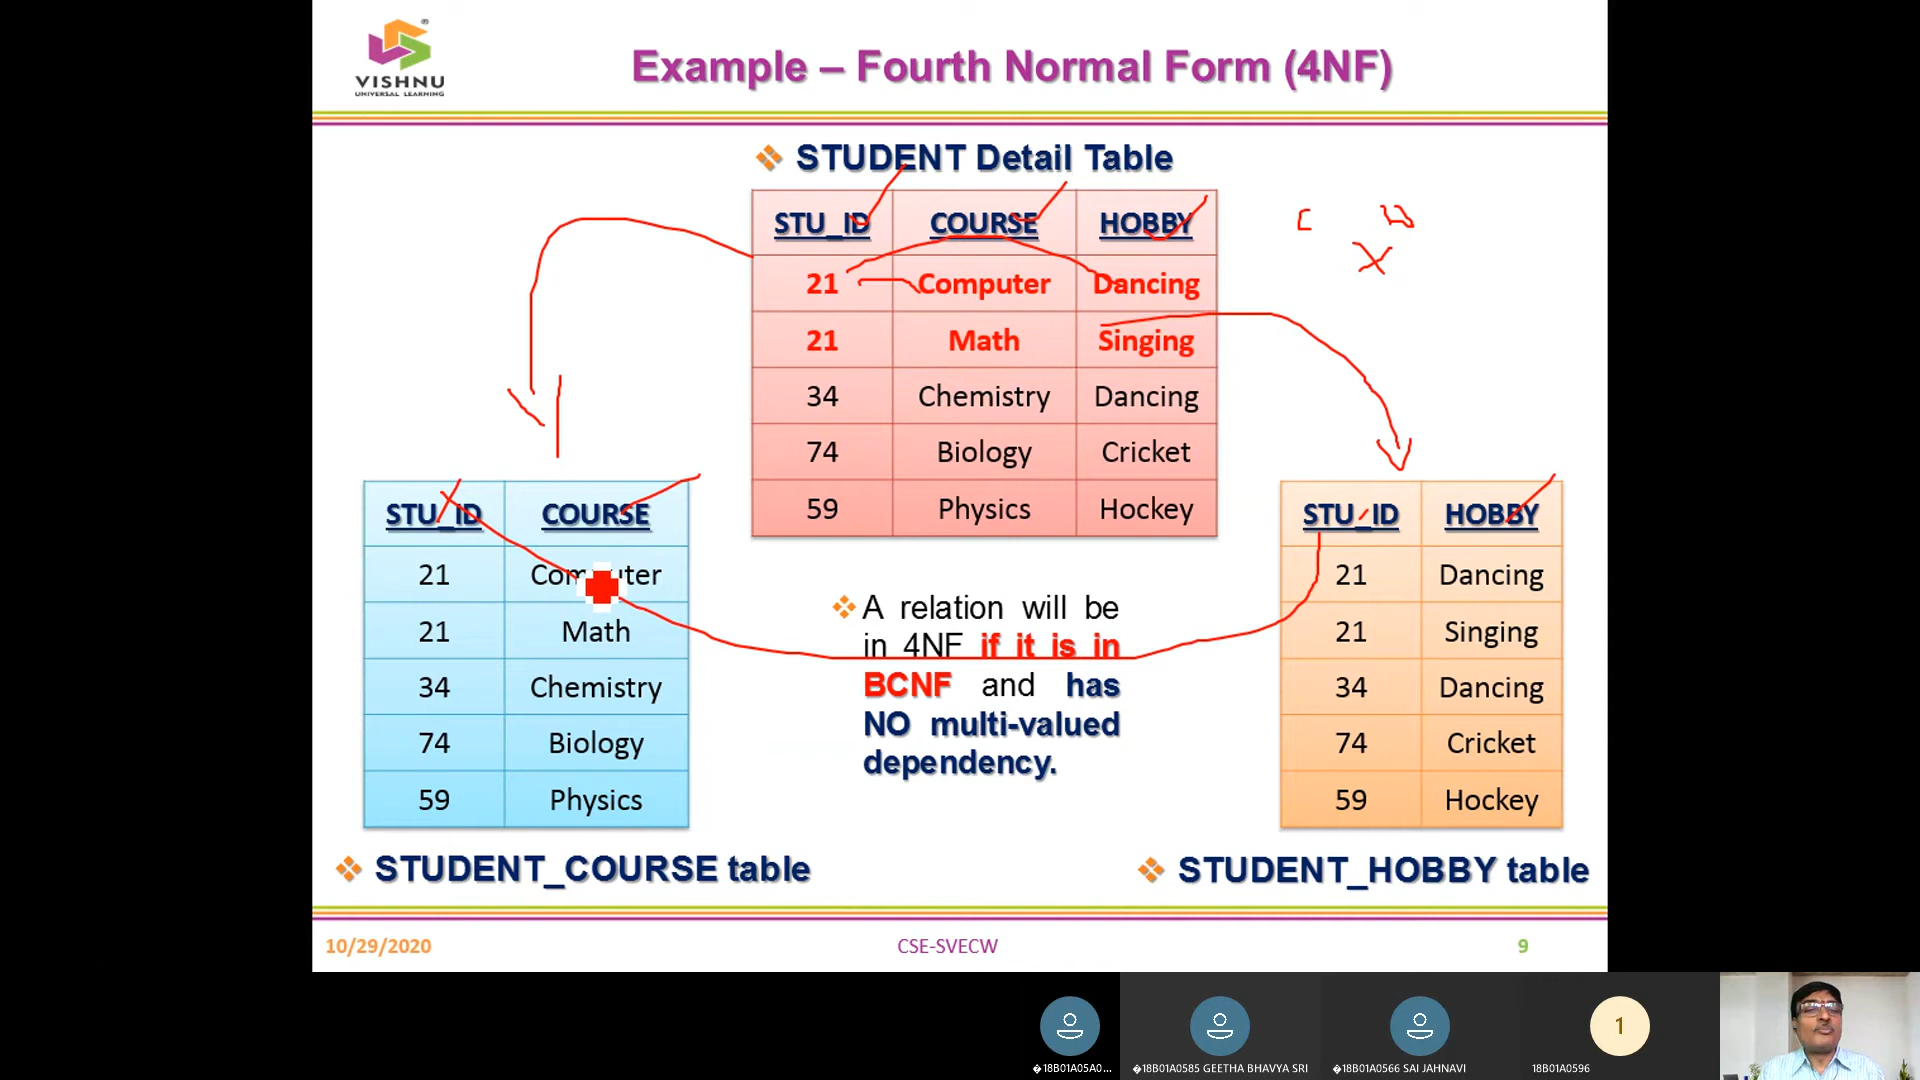 VISHNU
UNIVERSAL LEARNING
Example – Fourth Normal Form (4NF)
STUDENT Detail Table
STU_ID COURSE HOBBY
21 Computer Dancing
21 Math Singing
34 Chemistry Dancing
74 Biology Cricket
59 Physics Hockey
STU_ID COURSE
21 Computer
21 Math
34 Chemistry
74 Biology
59 Physics
STUDENT_COURSE table
A relation will be
in 4NF if it is in
BCNF and has
NO multi-valued
dependency.
STU_ID HOBBY
21 Dancing
21 Singing
34 Dancing
74 Cricket
59 Hockey
STUDENT_HOBBY table
10/29/2020 CSE-SVECW 9
�18B01A05A0... �18B01A0585 GEETHA BHAVYA SRI �18B01A0566 SAI JAHNAVI 1 18B01A0596